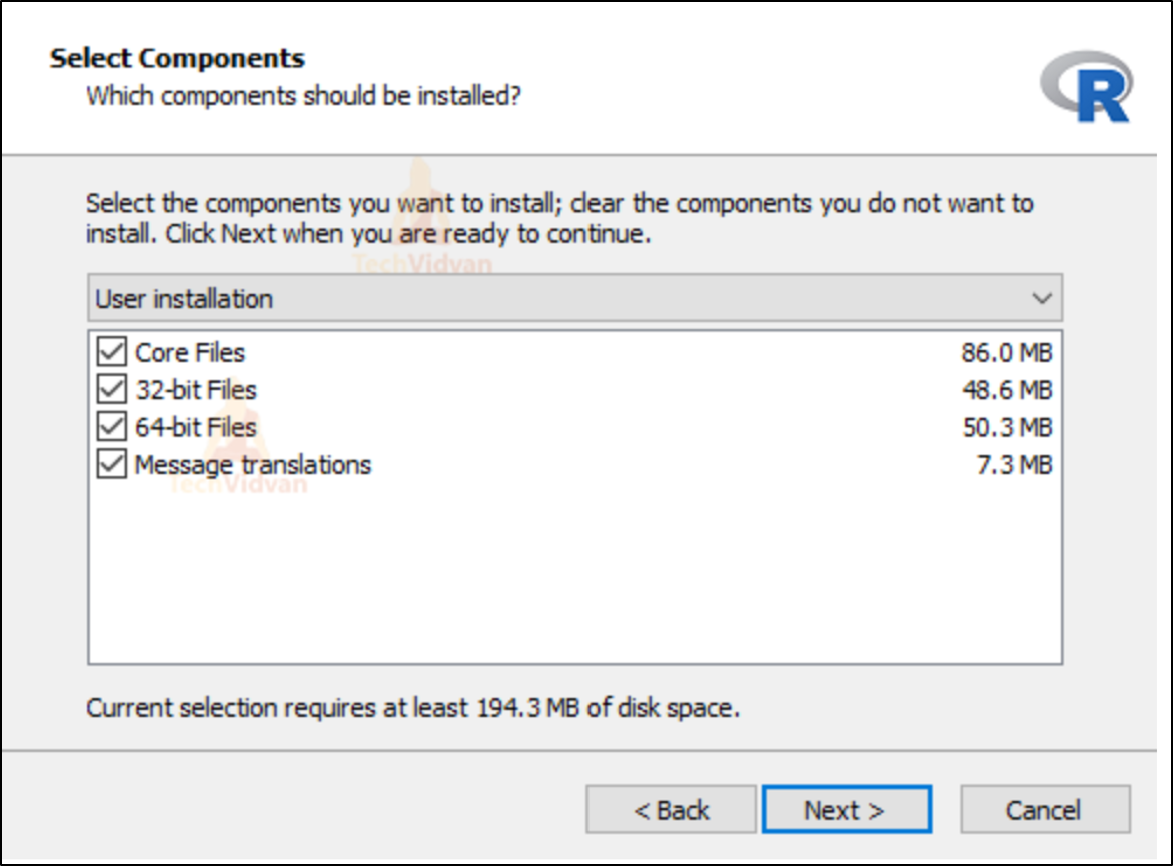 Select Components
Which components should be installed?
R
Select the components you want to install; clear the components you do not want to
install. Click Next when you are ready to continue.
TechVidvan
User installation
Core Files 86.0 MB
32-bit Files 48.6 MB
64-bit Files 50.3 MB
Message translations 7.3 MB
TechVidvan
Current selection requires at least 194.3 MB of disk space.
< Back Next > Cancel